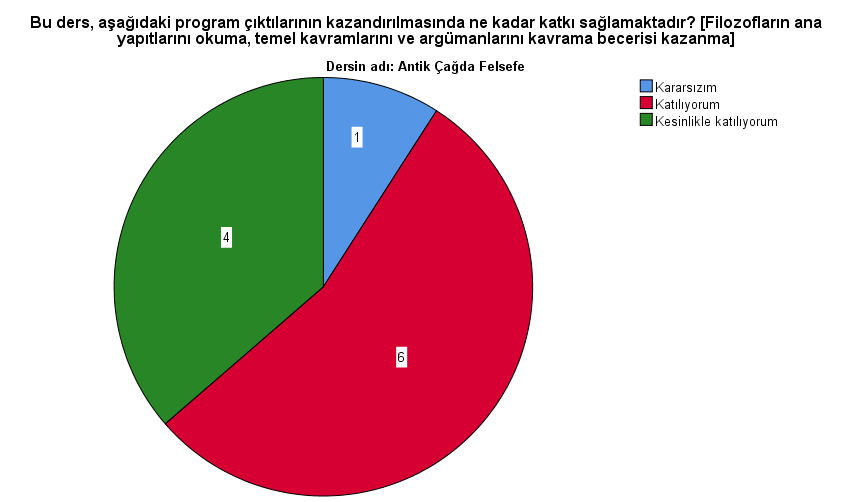 Bu ders, aşağıdaki program çıktılarının kazandırılmasında ne kadar katkı sağlamaktadır? [Filozofların ana
yapıtlarını okuma, temel kavramlarını ve argümanlarını kavrama becerisi kazanma]
Dersin adı: Antik Çağda Felsefe
Kararsızım
Katılıyorum
Kesinlikle katılıyorum
1
4
6